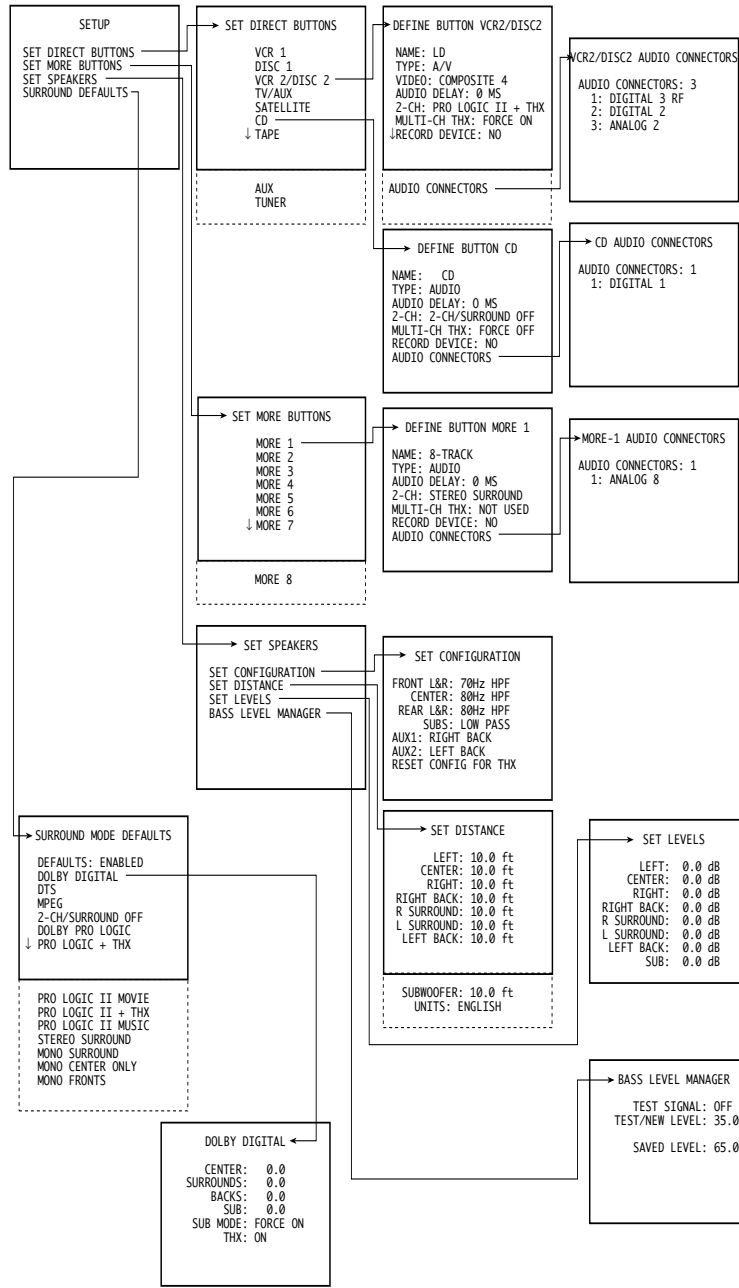 SETUP
SET DIRECT BUTTONS
SET MORE BUTTONS
SET SPEAKERS
SURROUND DEFAULTS
SET DIRECT BUTTONS
VCR 1
DISC 1
VCR 2/DISC 2
TV/AUX
SATELLITE
CD
↓ TAPE
AUX
TUNER
DEFINE BUTTON VCR2/DISC2
NAME: LD
TYPE: A/V
VIDEO: COMPOSITE 4
AUDIO DELAY: 0 MS
2-CH: PRO LOGIC II + THX
MULTI-CH THX: FORCE ON
↓RECORD DEVICE: NO
AUDIO CONNECTORS
VCR2/DISC2 AUDIO CONNECTORS
AUDIO CONNECTORS: 3
1: DIGITAL 3 RF
2: DIGITAL 2
3: ANALOG 2
DEFINE BUTTON CD
NAME: CD
TYPE: AUDIO
AUDIO DELAY: 0 MS
2-CH: 2-CH/SURROUND OFF
MULTI-CH THX: FORCE OFF
RECORD DEVICE: NO
AUDIO CONNECTORS
CD AUDIO CONNECTORS
AUDIO CONNECTORS: 1
1: DIGITAL 1
SET MORE BUTTONS
MORE 1
MORE 2
MORE 3
MORE 4
MORE 5
MORE 6
↓ MORE 7
MORE 8
DEFINE BUTTON MORE 1
NAME: 8-TRACK
TYPE: AUDIO
AUDIO DELAY: 0 MS
2-CH: STEREO SURROUND
MULTI-CH THX: NOT USED
RECORD DEVICE: NO
AUDIO CONNECTORS
MORE-1 AUDIO CONNECTORS
AUDIO CONNECTORS: 1
1: ANALOG 8
SET SPEAKERS
SET CONFIGURATION
SET DISTANCE
SET LEVELS
BASS LEVEL MANAGER
SET CONFIGURATION
FRONT L&R: 70Hz HPF
CENTER: 80Hz HPF
REAR L&R: 80Hz HPF
SUBS: LOW PASS
AUX1: RIGHT BACK
AUX2: LEFT BACK
RESET CONFIG FOR THX
SURROUND MODE DEFAULTS
DEFAULTS: ENABLED
DOLBY DIGITAL
DTS
MPEG
2-CH/SURROUND OFF
DOLBY PRO LOGIC
↓ PRO LOGIC + THX
PRO LOGIC II MOVIE
PRO LOGIC II + THX
PRO LOGIC II MUSIC
STEREO SURROUND
MONO SURROUND
MONO CENTER ONLY
MONO FRONTS
SET DISTANCE
LEFT: 10.0 ft
CENTER: 10.0 ft
RIGHT: 10.0 ft
RIGHT BACK: 10.0 ft
R SURROUND: 10.0 ft
L SURROUND: 10.0 ft
LEFT BACK: 10.0 ft
SUBWOOFER: 10.0 ft
UNITS: ENGLISH
SET LEVELS
LEFT: 0.0 dB
CENTER: 0.0 dB
RIGHT: 0.0 dB
RIGHT BACK: 0.0 dB
R SURROUND: 0.0 dB
L SURROUND: 0.0 dB
LEFT BACK: 0.0 dB
SUB: 0.0 dB
BASS LEVEL MANAGER
TEST SIGNAL: OFF
TEST/NEW LEVEL: 35.0
SAVED LEVEL: 65.0
DOLBY DIGITAL
CENTER: 0.0
SURROUNDS: 0.0
BACKS: 0.0
SUB: 0.0
SUB MODE: FORCE ON
THX: ON